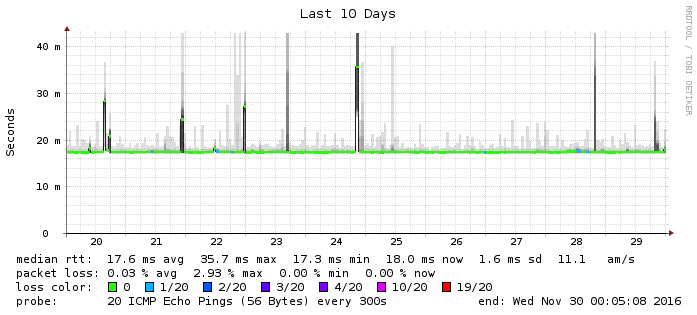 Last 10 Days
RRDTOOL / TOBI OETIKER
Seconds
40 m
30 m
20 m
10 m
0
20 21 22 23 24 25 26 27 28 29
median rtt: 17.6 ms avg 35.7 ms max 17.3 ms min 18.0 ms now 1.6 ms sd 11.1 am/s
packet loss: 0.03 % avg 2.93 % max 0.00 % min 0.00 % now
loss color: 0 1/20 2/20 3/20 4/20 10/20 19/20
probe: 20 ICMP Echo Pings (56 Bytes) every 300s end: Wed Nov 30 00:05:08 2016